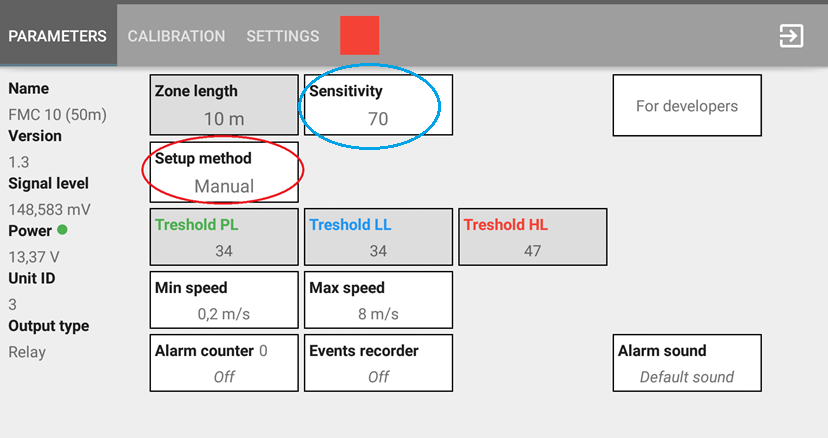 PARAMETERS CALIBRATION SETTINGS
Name
FMC 10 (50m)
Version
1.3
Signal level
148,583 mV
Power
13,37 V
Unit ID
3
Output type
Relay
Zone length
10 m
Sensitivity
70
For developers
Setup method
Manual
Treshold PL
34
Treshold LL
34
Treshold HL
47
Min speed
0,2 m/s
Max speed
8 m/s
Alarm counter 0
Off
Events recorder
Off
Alarm sound
Default sound